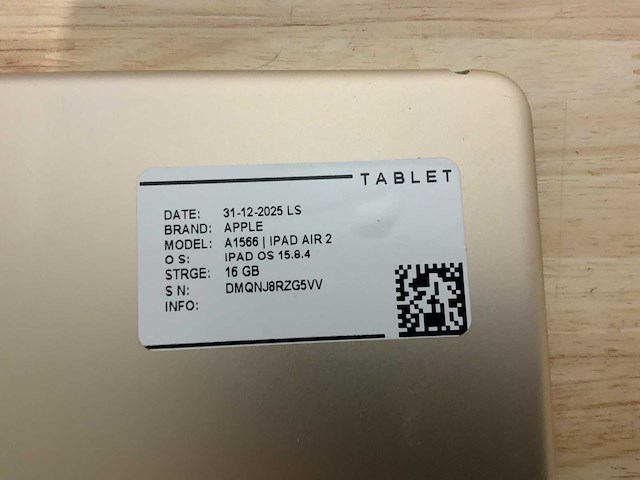 TABLET
DATE: 31-12-2025 LS
BRAND: APPLE
MODEL: A1566 | IPAD AIR 2
O S: IPAD OS 15.8.4
STRGE: 16 GB
S N: DMQNJ8RZG5VV
INFO: